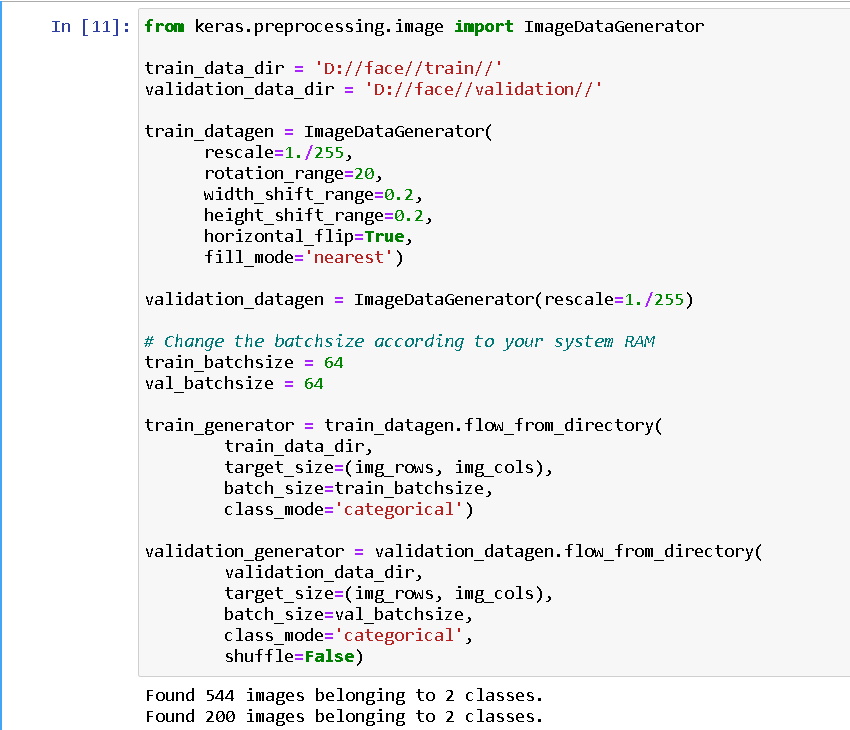 In [11]: from keras.preprocessing.image import ImageDataGenerator
train_data_dir = 'D://face//train//'
validation_data_dir = 'D://face//validation//'
train_datagen = ImageDataGenerator(
      rescale=1./255,
      rotation_range=20,
      width_shift_range=0.2,
      height_shift_range=0.2,
      horizontal_flip=True,
      fill_mode='nearest')
validation_datagen = ImageDataGenerator(rescale=1./255)
# Change the batchsize according to your system RAM
train_batchsize = 64
val_batchsize = 64
train_generator = train_datagen.flow_from_directory(
        train_data_dir,
        target_size=(img_rows, img_cols),
        batch_size=train_batchsize,
        class_mode='categorical')
validation_generator = validation_datagen.flow_from_directory(
        validation_data_dir,
        target_size=(img_rows, img_cols),
        batch_size=val_batchsize,
        class_mode='categorical',
        shuffle=False)
Found 544 images belonging to 2 classes.
Found 200 images belonging to 2 classes.